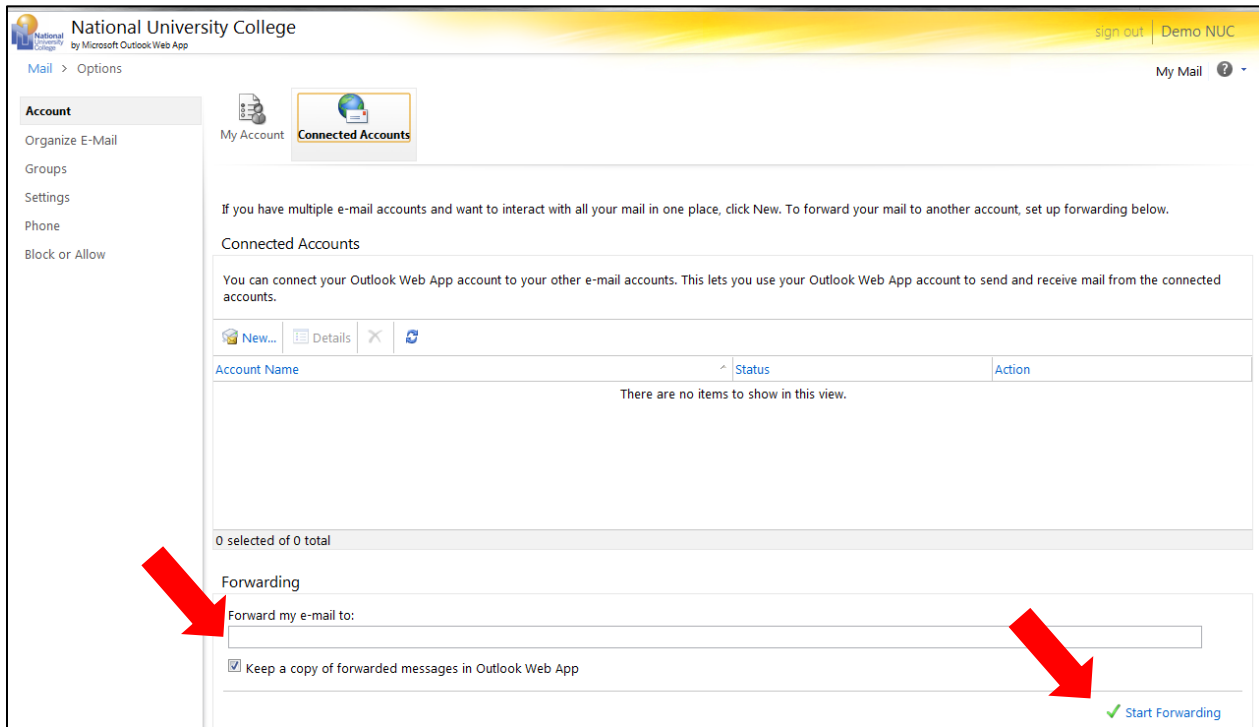 National University College
National University College
by Microsoft Outlook Web App
sign out | Demo NUC
Mail > Options
My Mail
Account
Organize E-Mail
Groups
Settings
Phone
Block or Allow
My Account
Connected Accounts
If you have multiple e-mail accounts and want to interact with all your mail in one place, click New. To forward your mail to another account, set up forwarding below.
Connected Accounts
You can connect your Outlook Web App account to your other e-mail accounts. This lets you use your Outlook Web App account to send and receive mail from the connected
accounts.
New... Details
Account Name Status Action
There are no items to show in this view.
0 selected of 0 total
Forwarding
Forward my e-mail to:
Keep a copy of forwarded messages in Outlook Web App
Start Forwarding